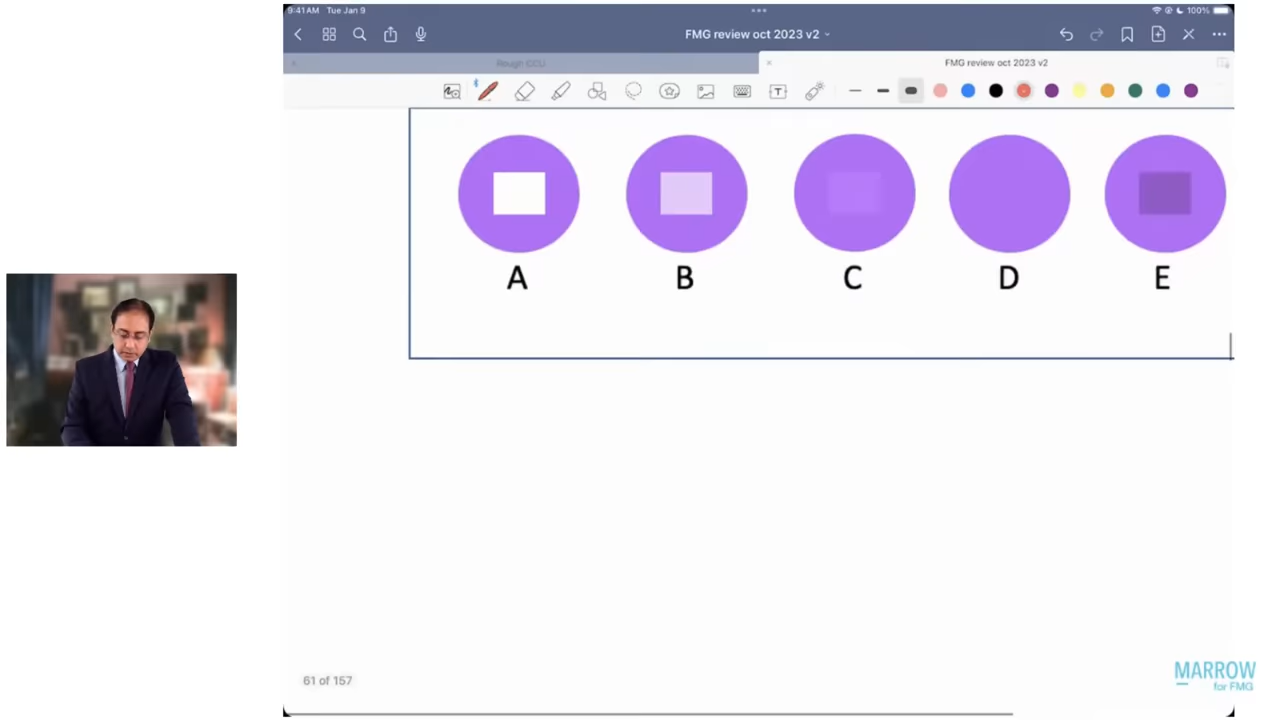 9:41 AM Tue Jan 9
100%
FMG review oct 2023 v2
Rough CCU
FMG review oct 2023 v2
T
A B C D E
61 of 157
MARROW
for FMG